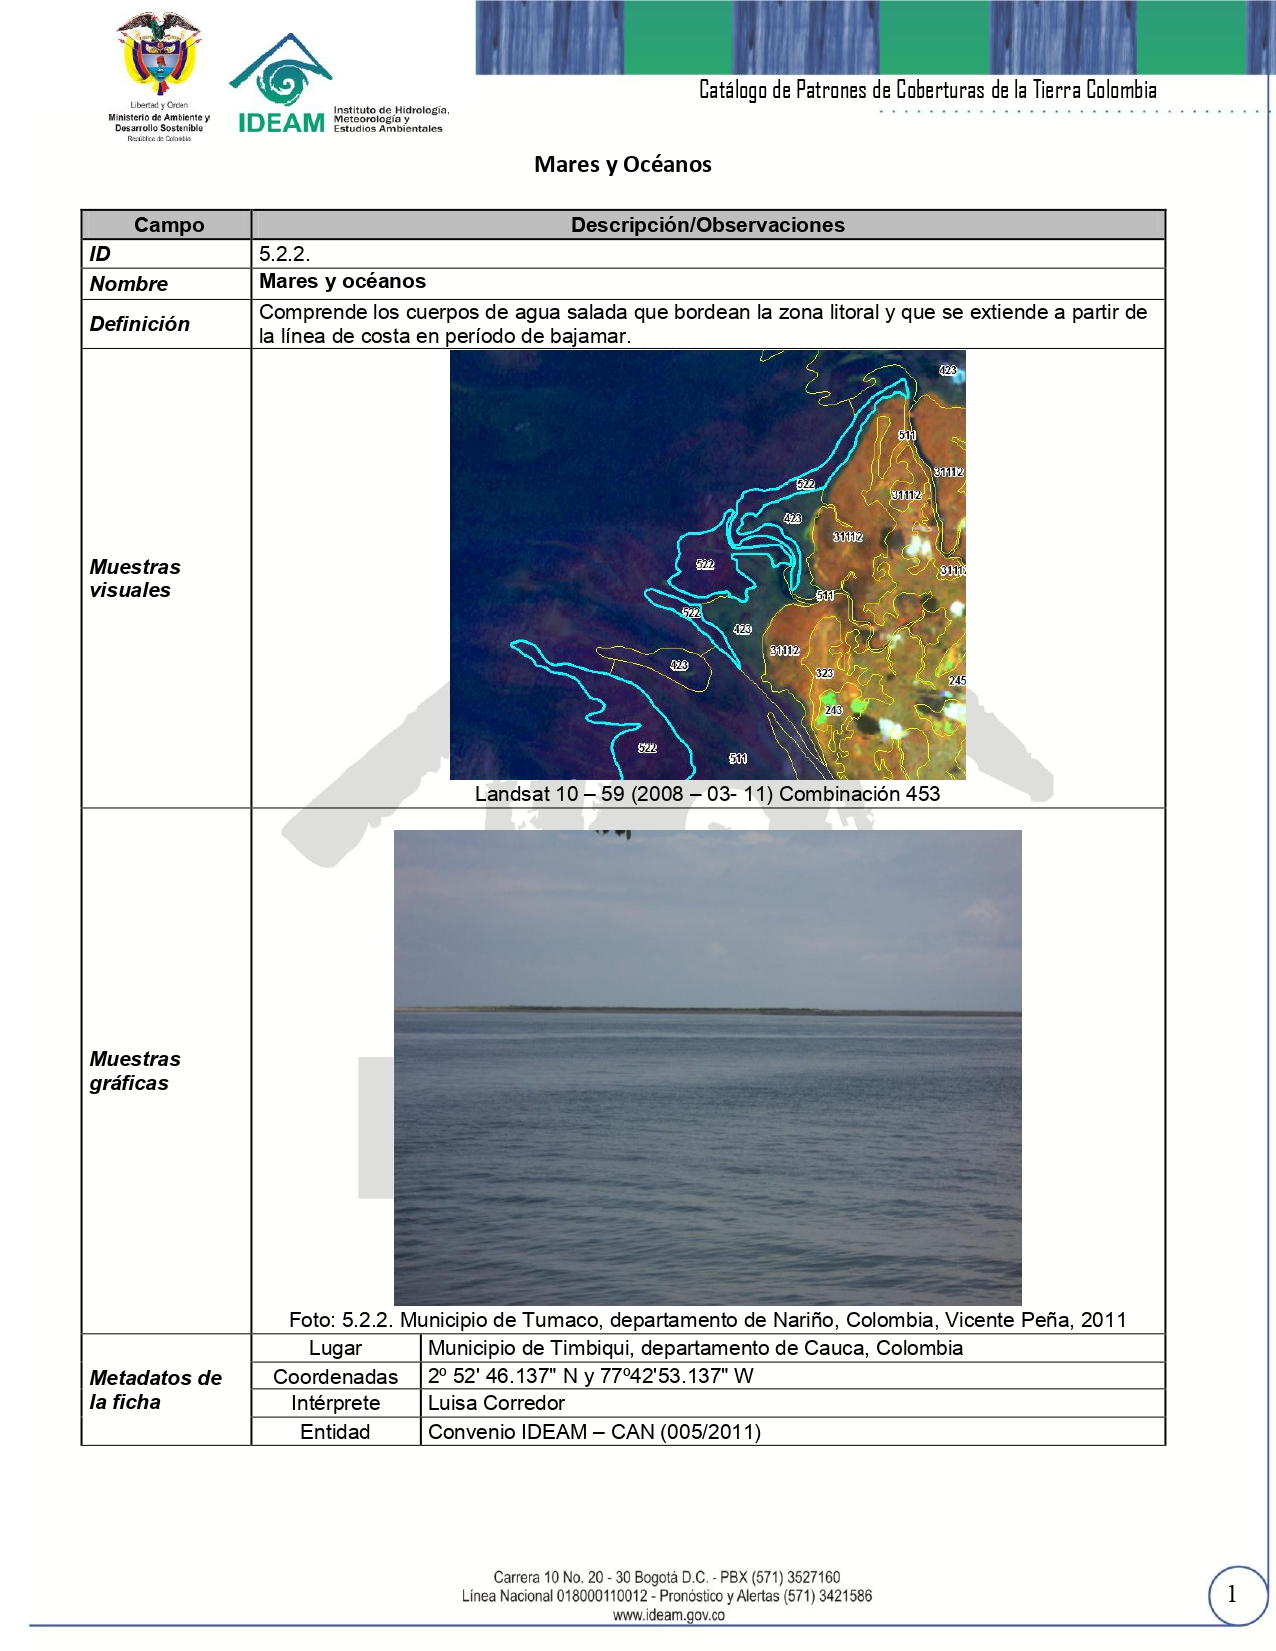 Libertad y Orden
Ministerio de Ambiente y
Desarrollo Sostenible
República de Colombia
IDEAM
Instituto de Hidrología,
Meteorología y
Estudios Ambientales
Catálogo de Patrones de Coberturas de la Tierra Colombia
Mares y Océanos
Campo Descripción/Observaciones
ID 5.2.2.
Nombre Mares y océanos
Definición Comprende los cuerpos de agua salada que bordean la zona litoral y que se extiende a partir de
la línea de costa en período de bajamar.
Muestras
visuales
423
511
31112
522
31112
423
31112
522
3111
511
522
423
31112
423
323
245
243
522
511
Landsat 10 – 59 (2008 – 03- 11) Combinación 453
Muestras
gráficas
Foto: 5.2.2. Municipio de Tumaco, departamento de Nariño, Colombia, Vicente Peña, 2011
Metadatos de
la ficha
Lugar Municipio de Timbiqui, departamento de Cauca, Colombia
Coordenadas 2º 52' 46.137" N y 77º42'53.137" W
Intérprete Luisa Corredor
Entidad Convenio IDEAM – CAN (005/2011)
Carrera 10 No. 20 - 30 Bogotá D.C. - PBX (571) 3527160
Línea Nacional 018000110012 - Pronóstico y Alertas (571) 3421586
www.ideam.gov.co
1